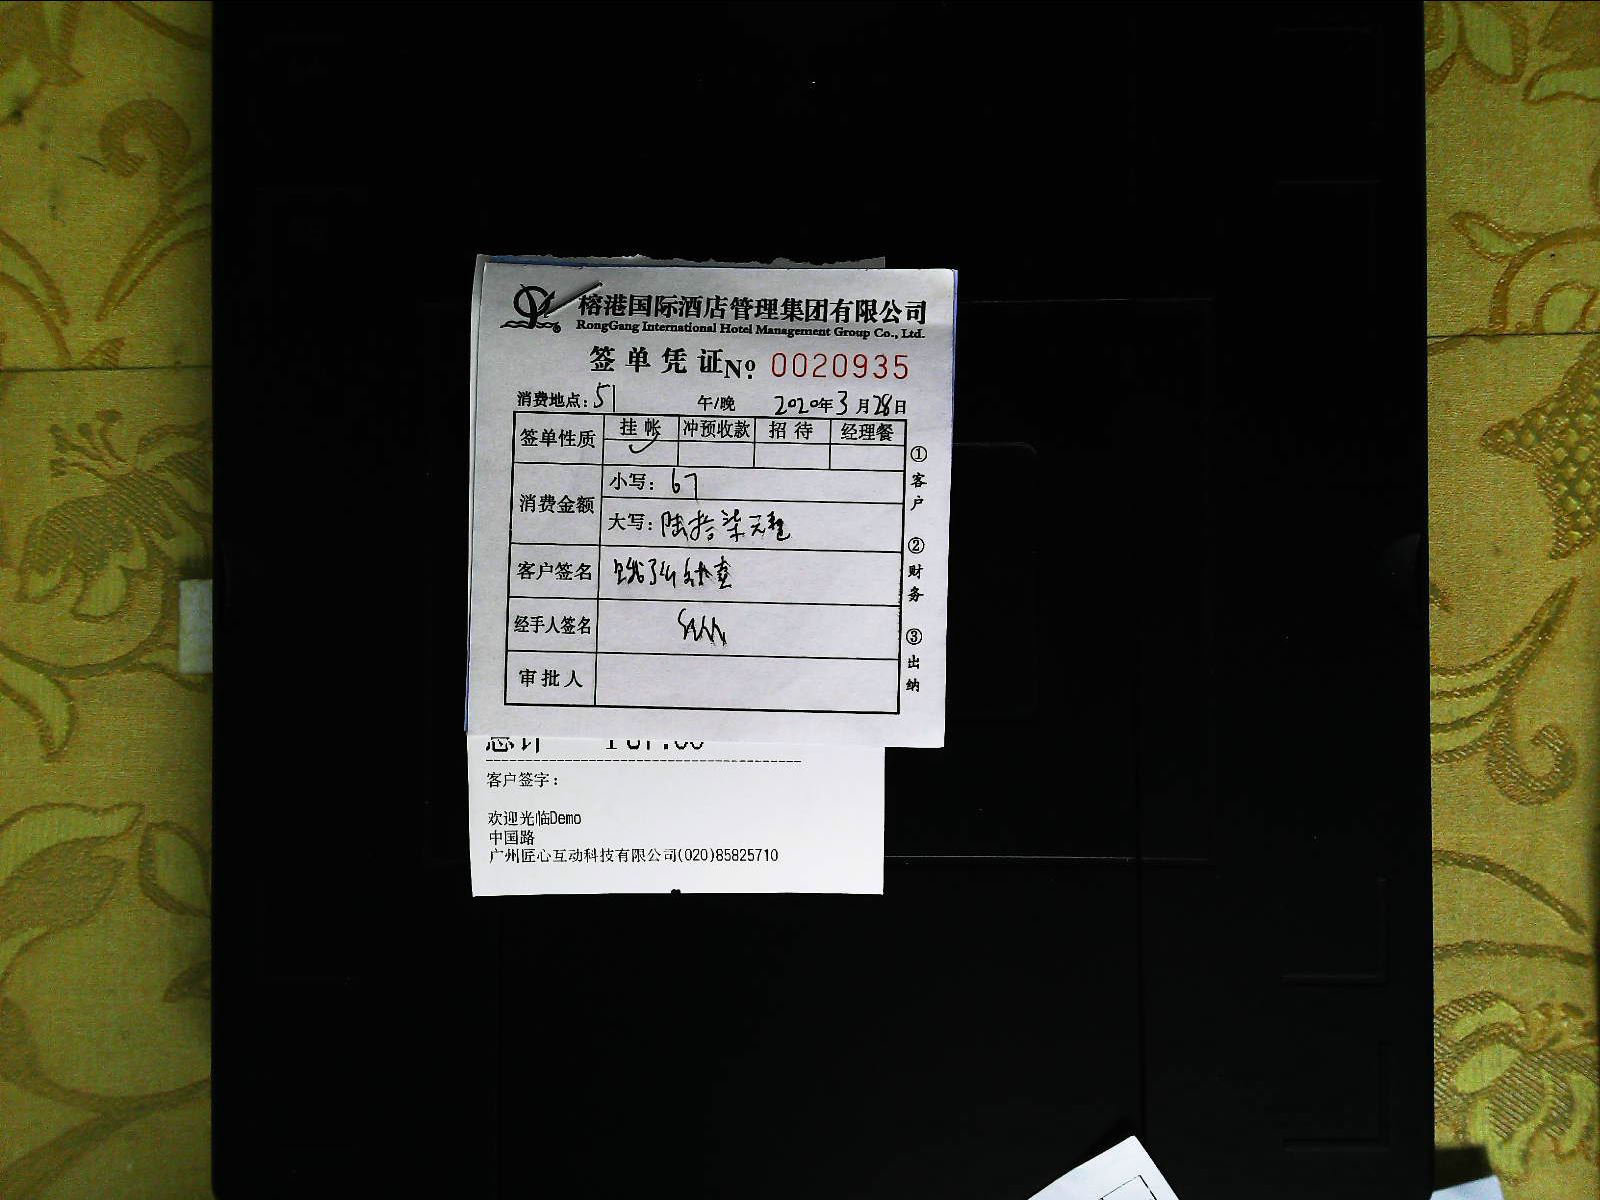 榕港国际酒店管理集团有限公司
RongGang International Hotel Management Group Co., Ltd.
签单凭证 No. 0020935
消费地点: 51 午/晚 2020年3月28日
签单性质 挂帐 冲预收款 招待 经理餐
消费金额 小写: 67
大写: 陆拾柒元整
客户签名
经手人签名
审批人
①客户 ②财务 ③出纳
总计 ¥67.00
客户签字:
欢迎光临Demo
中国路
广州匠心互动科技有限公司(020)85825710